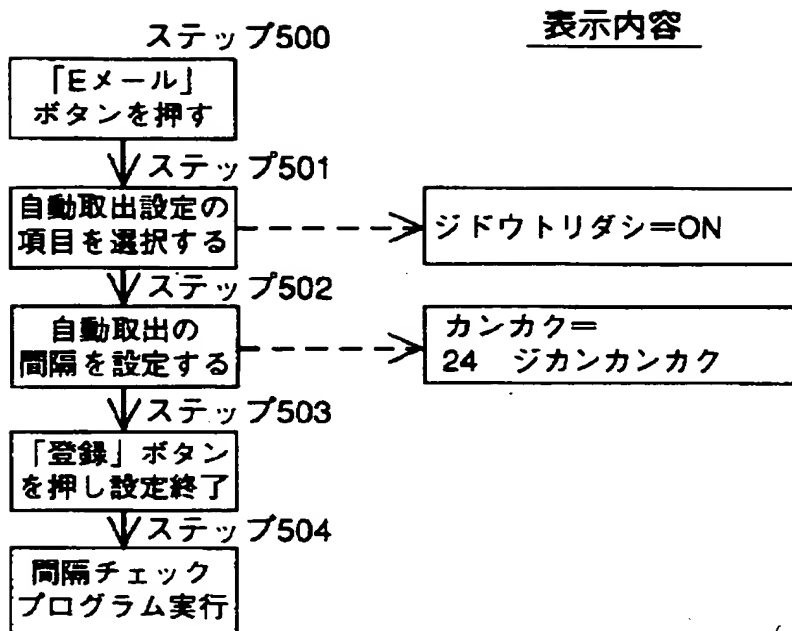 表示内容
ステップ500
「Eメール」
ボタンを押す
ステップ501
自動取出設定の
項目を選択する
ジドウトリダシ=ON
ステップ502
自動取出の
間隔を設定する
カンカク=
24 ジカンカンカク
ステップ503
「登録」ボタン
を押し設定終了
ステップ504
間隔チェック
プログラム実行